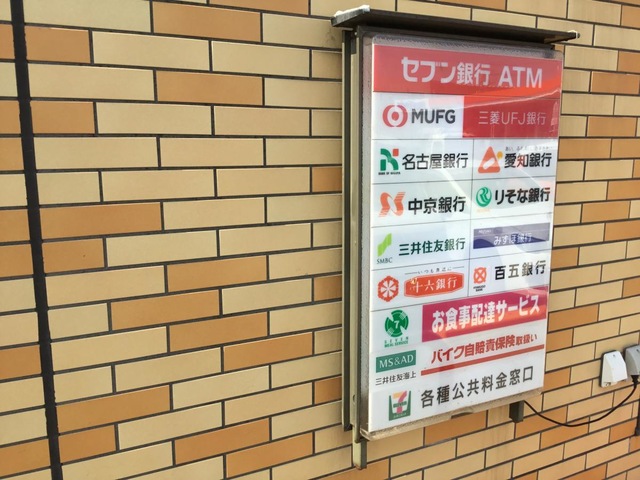 セブン銀行 ATM
MUFG 三菱UFJ銀行
名古屋銀行 愛知銀行
中京銀行 りそな銀行
三井住友銀行 みずほ銀行
SMBC
十六銀行 百五銀行
お食事配達サービス
MS&AD バイク自賠責保険取扱い
三井住友海上
各種公共料金窓口